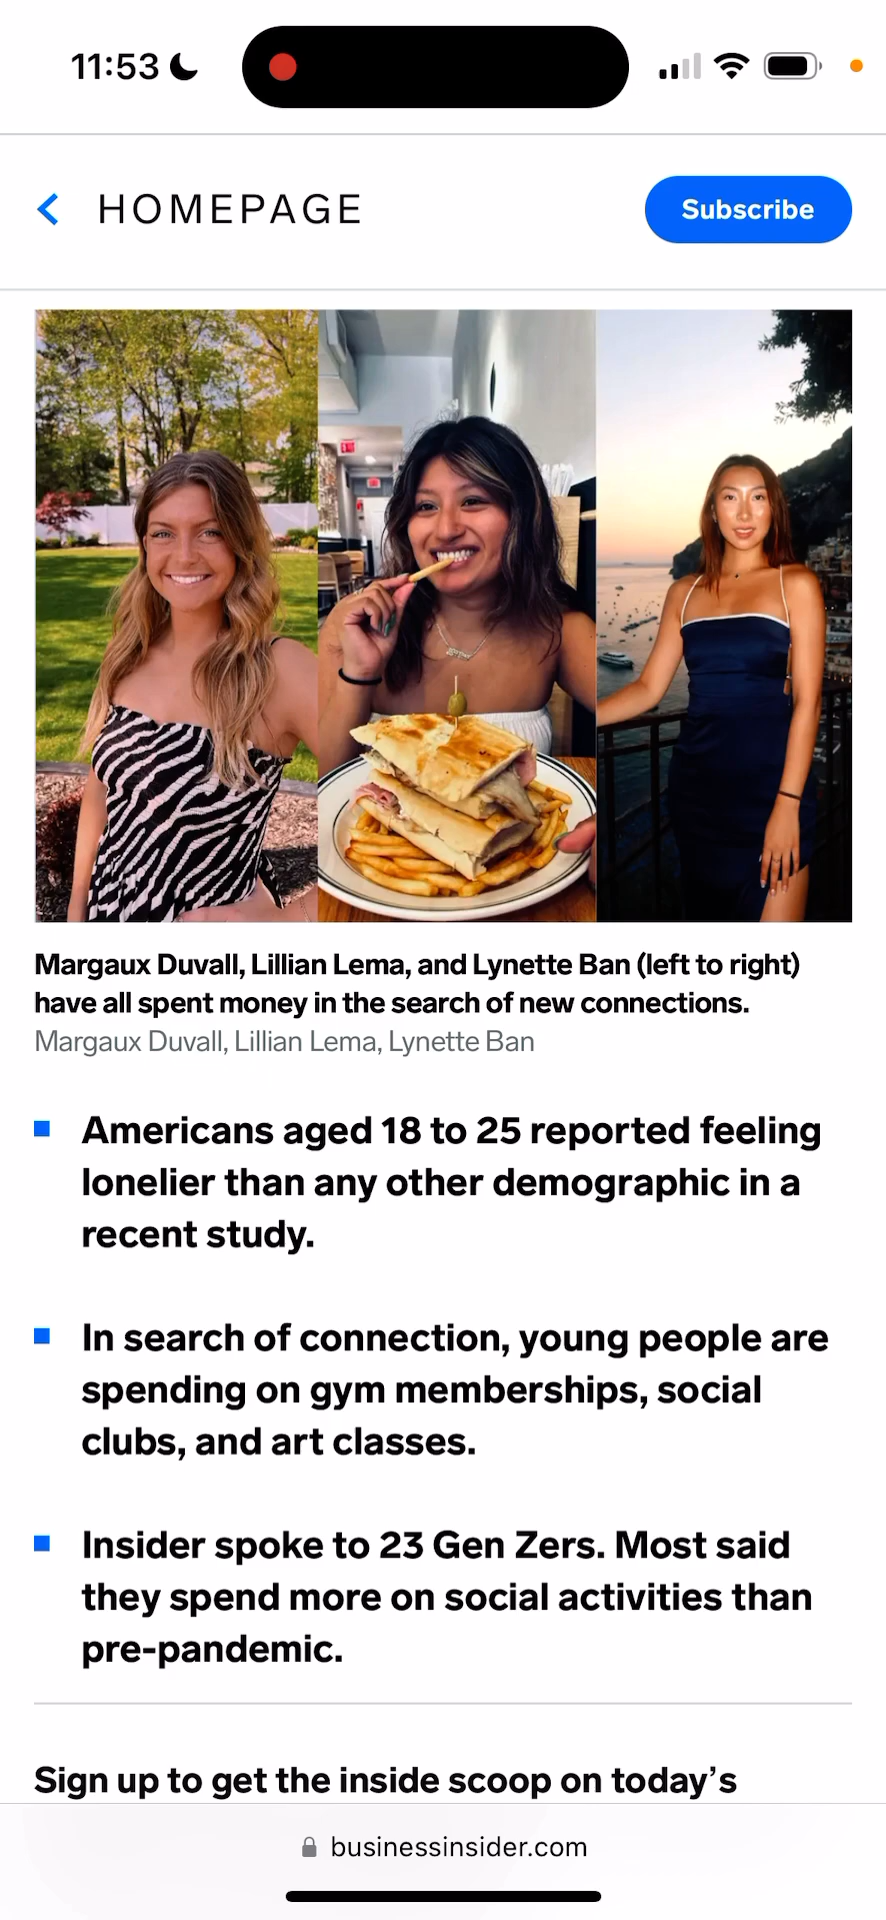 11:53
HOMEPAGE
Subscribe
Margaux Duvall, Lillian Lema, and Lynette Ban (left to right)
have all spent money in the search of new connections.
Margaux Duvall, Lillian Lema, Lynette Ban
Americans aged 18 to 25 reported feeling
lonelier than any other demographic in a
recent study.
In search of connection, young people are
spending on gym memberships, social
clubs, and art classes.
Insider spoke to 23 Gen Zers. Most said
they spend more on social activities than
pre-pandemic.
Sign up to get the inside scoop on today’s
businessinsider.com